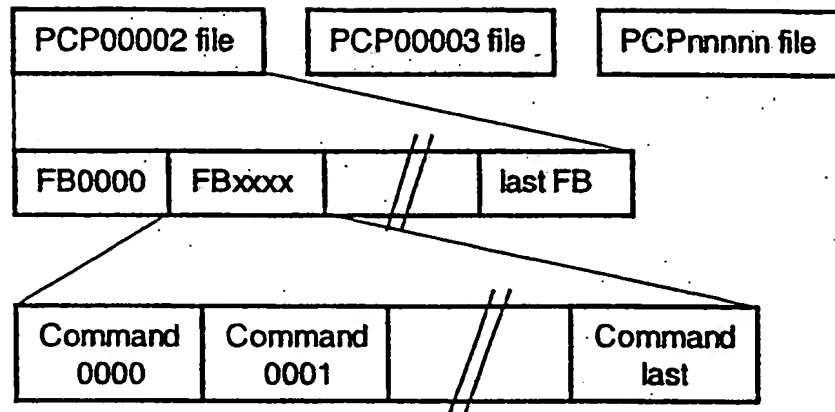 PCP00002 file PCP00003 file PCPnnnnn file
FB0000 FBxxxx last FB
Command Command Command
0000 0001 last